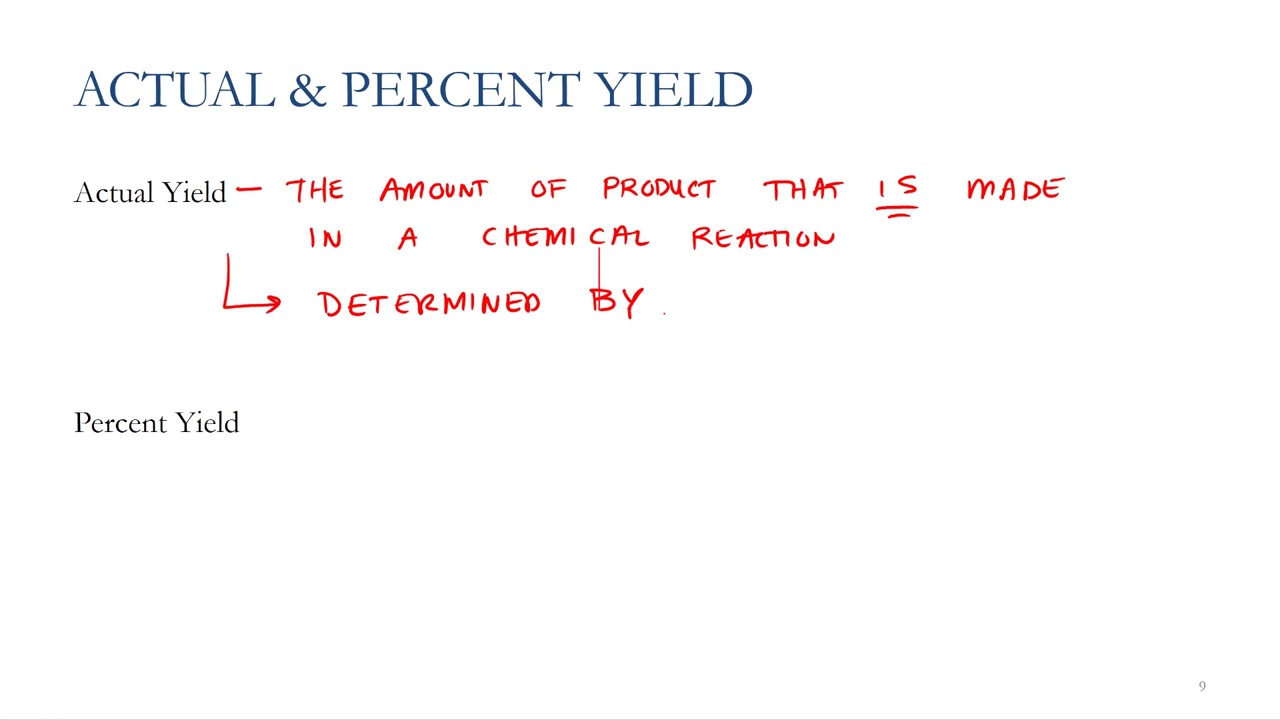 ACTUAL & PERCENT YIELD
Actual Yield — THE AMOUNT OF PRODUCT THAT IS MADE
IN A CHEMICAL REACTION
DETERMINED BY
Percent Yield
9